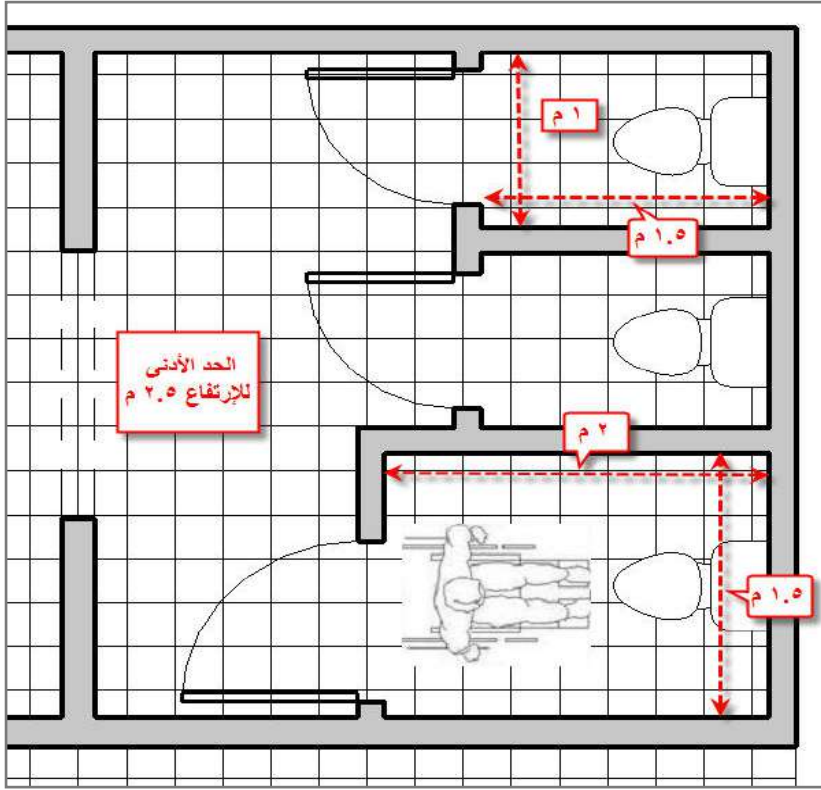 ١ م
١.٥ م
الحد الأدنى
للإرتفاع ٢.٥ م
٢ م
١.٥ م